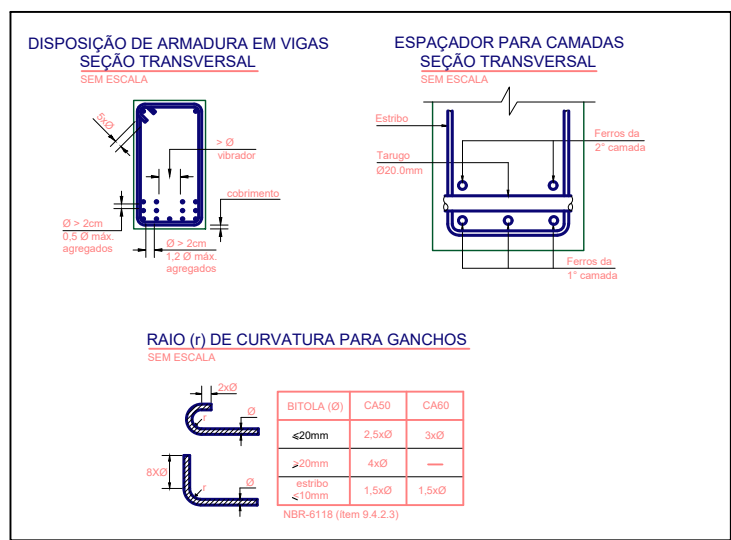 DISPOSIÇÃO DE ARMADURA EM VIGAS
SEÇÃO TRANSVERSAL
SEM ESCALA
5xØ
> Ø
vibrador
cobrimento
Ø > 2cm
0,5 Ø máx.
agregados
Ø > 2cm
1,2 Ø máx.
agregados
ESPAÇADOR PARA CAMADAS
SEÇÃO TRANSVERSAL
SEM ESCALA
Estribo
Ferros da
2° camada
Tarugo
Ø20.0mm
Ferros da
1° camada
RAIO (r) DE CURVATURA PARA GANCHOS
SEM ESCALA
2xØ
Ø
r
8XØ
Ø
r
BITOLA (Ø) CA50 CA60
≤20mm 2,5xØ 3xØ
≥20mm 4xØ —
estribo
≤10mm 1,5xØ 1,5xØ
NBR-6118 (ítem 9.4.2.3)